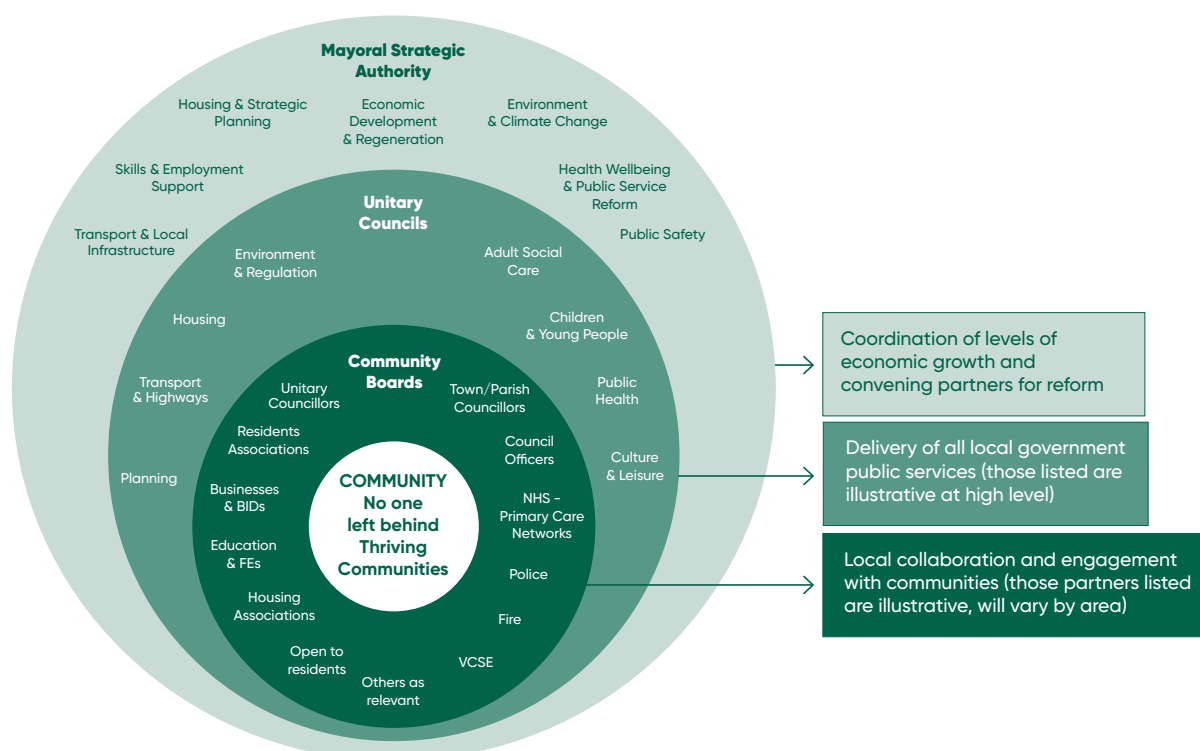 Mayoral Strategic
Authority
Housing & Strategic
Planning
Economic
Development
& Regeneration
Environment
& Climate Change
Skills & Employment
Support
Health Wellbeing
& Public Service
Reform
Transport & Local
Infrastructure
Public Safety
Unitary
Councils
Environment
& Regulation
Adult Social
Care
Housing
Children
& Young People
Transport
& Highways
Public
Health
Planning
Culture
& Leisure
Community
Boards
Unitary
Councillors
Town/Parish
Councillors
Residents
Associations
Council
Officers
Businesses
& BIDs
NHS -
Primary Care
Networks
Education
& FEs
Police
Housing
Associations
Fire
Open to
residents
VCSE
Others as
relevant
COMMUNITY
No one
left behind
Thriving
Communities
Coordination of levels of
economic growth and
convening partners for reform
Delivery of all local government
public services (those listed are
illustrative at high level)
Local collaboration and engagement
with communities (those partners listed
are illustrative, will vary by area)